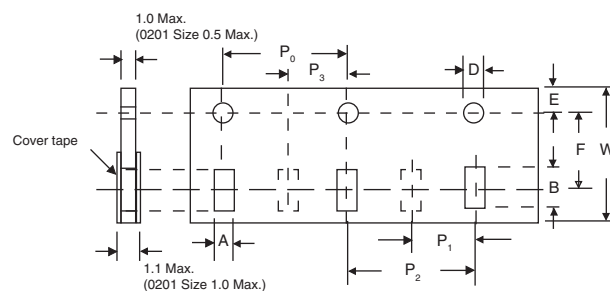 1.0 Max.
(0201 Size 0.5 Max.)
P0
P3
D
E
Cover tape
F
W
B
A
P1
P2
1.1 Max.
(0201 Size 1.0 Max.)